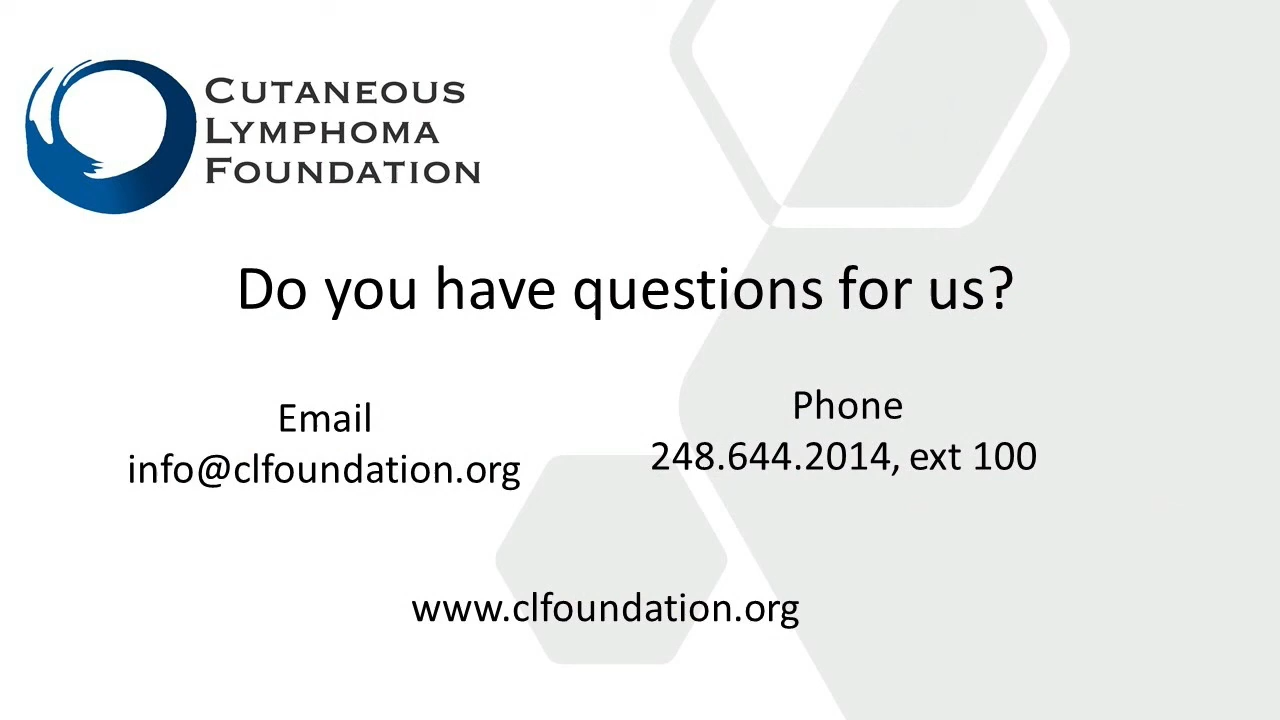 CUTANEOUS
LYMPHOMA
FOUNDATION
Do you have questions for us?
Email
info@clfoundation.org
Phone
248.644.2014, ext 100
www.clfoundation.org